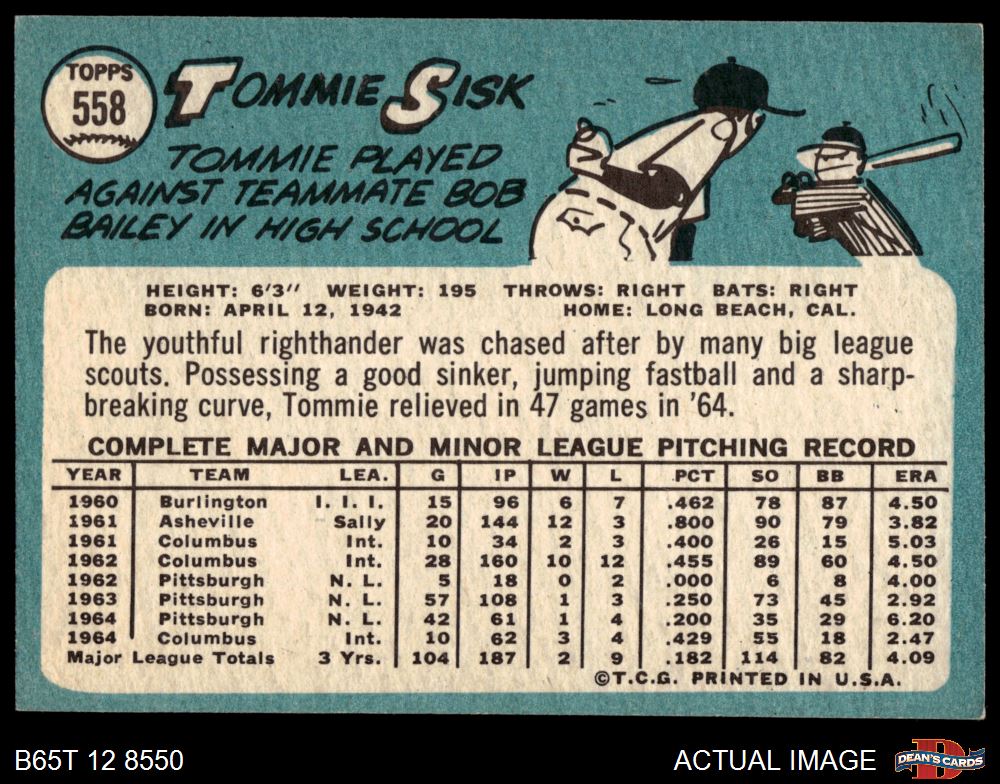 TOPPS
558
TOMMIE SISK
TOMMIE PLAYED
AGAINST TEAMMATE BOB
BAILEY IN HIGH SCHOOL
HEIGHT: 6'3" WEIGHT: 195 THROWS: RIGHT BATS: RIGHT
BORN: APRIL 12, 1942 HOME: LONG BEACH, CAL.
The youthful righthander was chased after by many big league
scouts. Possessing a good sinker, jumping fastball and a sharp-
breaking curve, Tommie relieved in 47 games in '64.
COMPLETE MAJOR AND MINOR LEAGUE PITCHING RECORD
YEAR TEAM LEA. G IP W L PCT SO BB ERA
1960 Burlington I. I. I. 15 96 6 7 .462 78 87 4.50
1961 Asheville Sally 20 144 12 3 .800 90 79 3.82
1961 Columbus Int. 10 34 2 3 .400 26 15 5.03
1962 Columbus Int. 28 160 10 12 .455 89 60 4.50
1962 Pittsburgh N. L. 5 18 0 2 .000 6 8 4.00
1963 Pittsburgh N. L. 57 108 1 3 .250 73 45 2.92
1964 Pittsburgh N. L. 42 61 1 4 .200 35 29 6.20
1964 Columbus Int. 10 62 3 4 .429 55 18 2.47
Major League Totals 3 Yrs. 104 187 2 9 .182 114 82 4.09
©T.C.G. PRINTED IN U.S.A.
B65T 12 8550 ACTUAL IMAGE DEAN'S CARDS